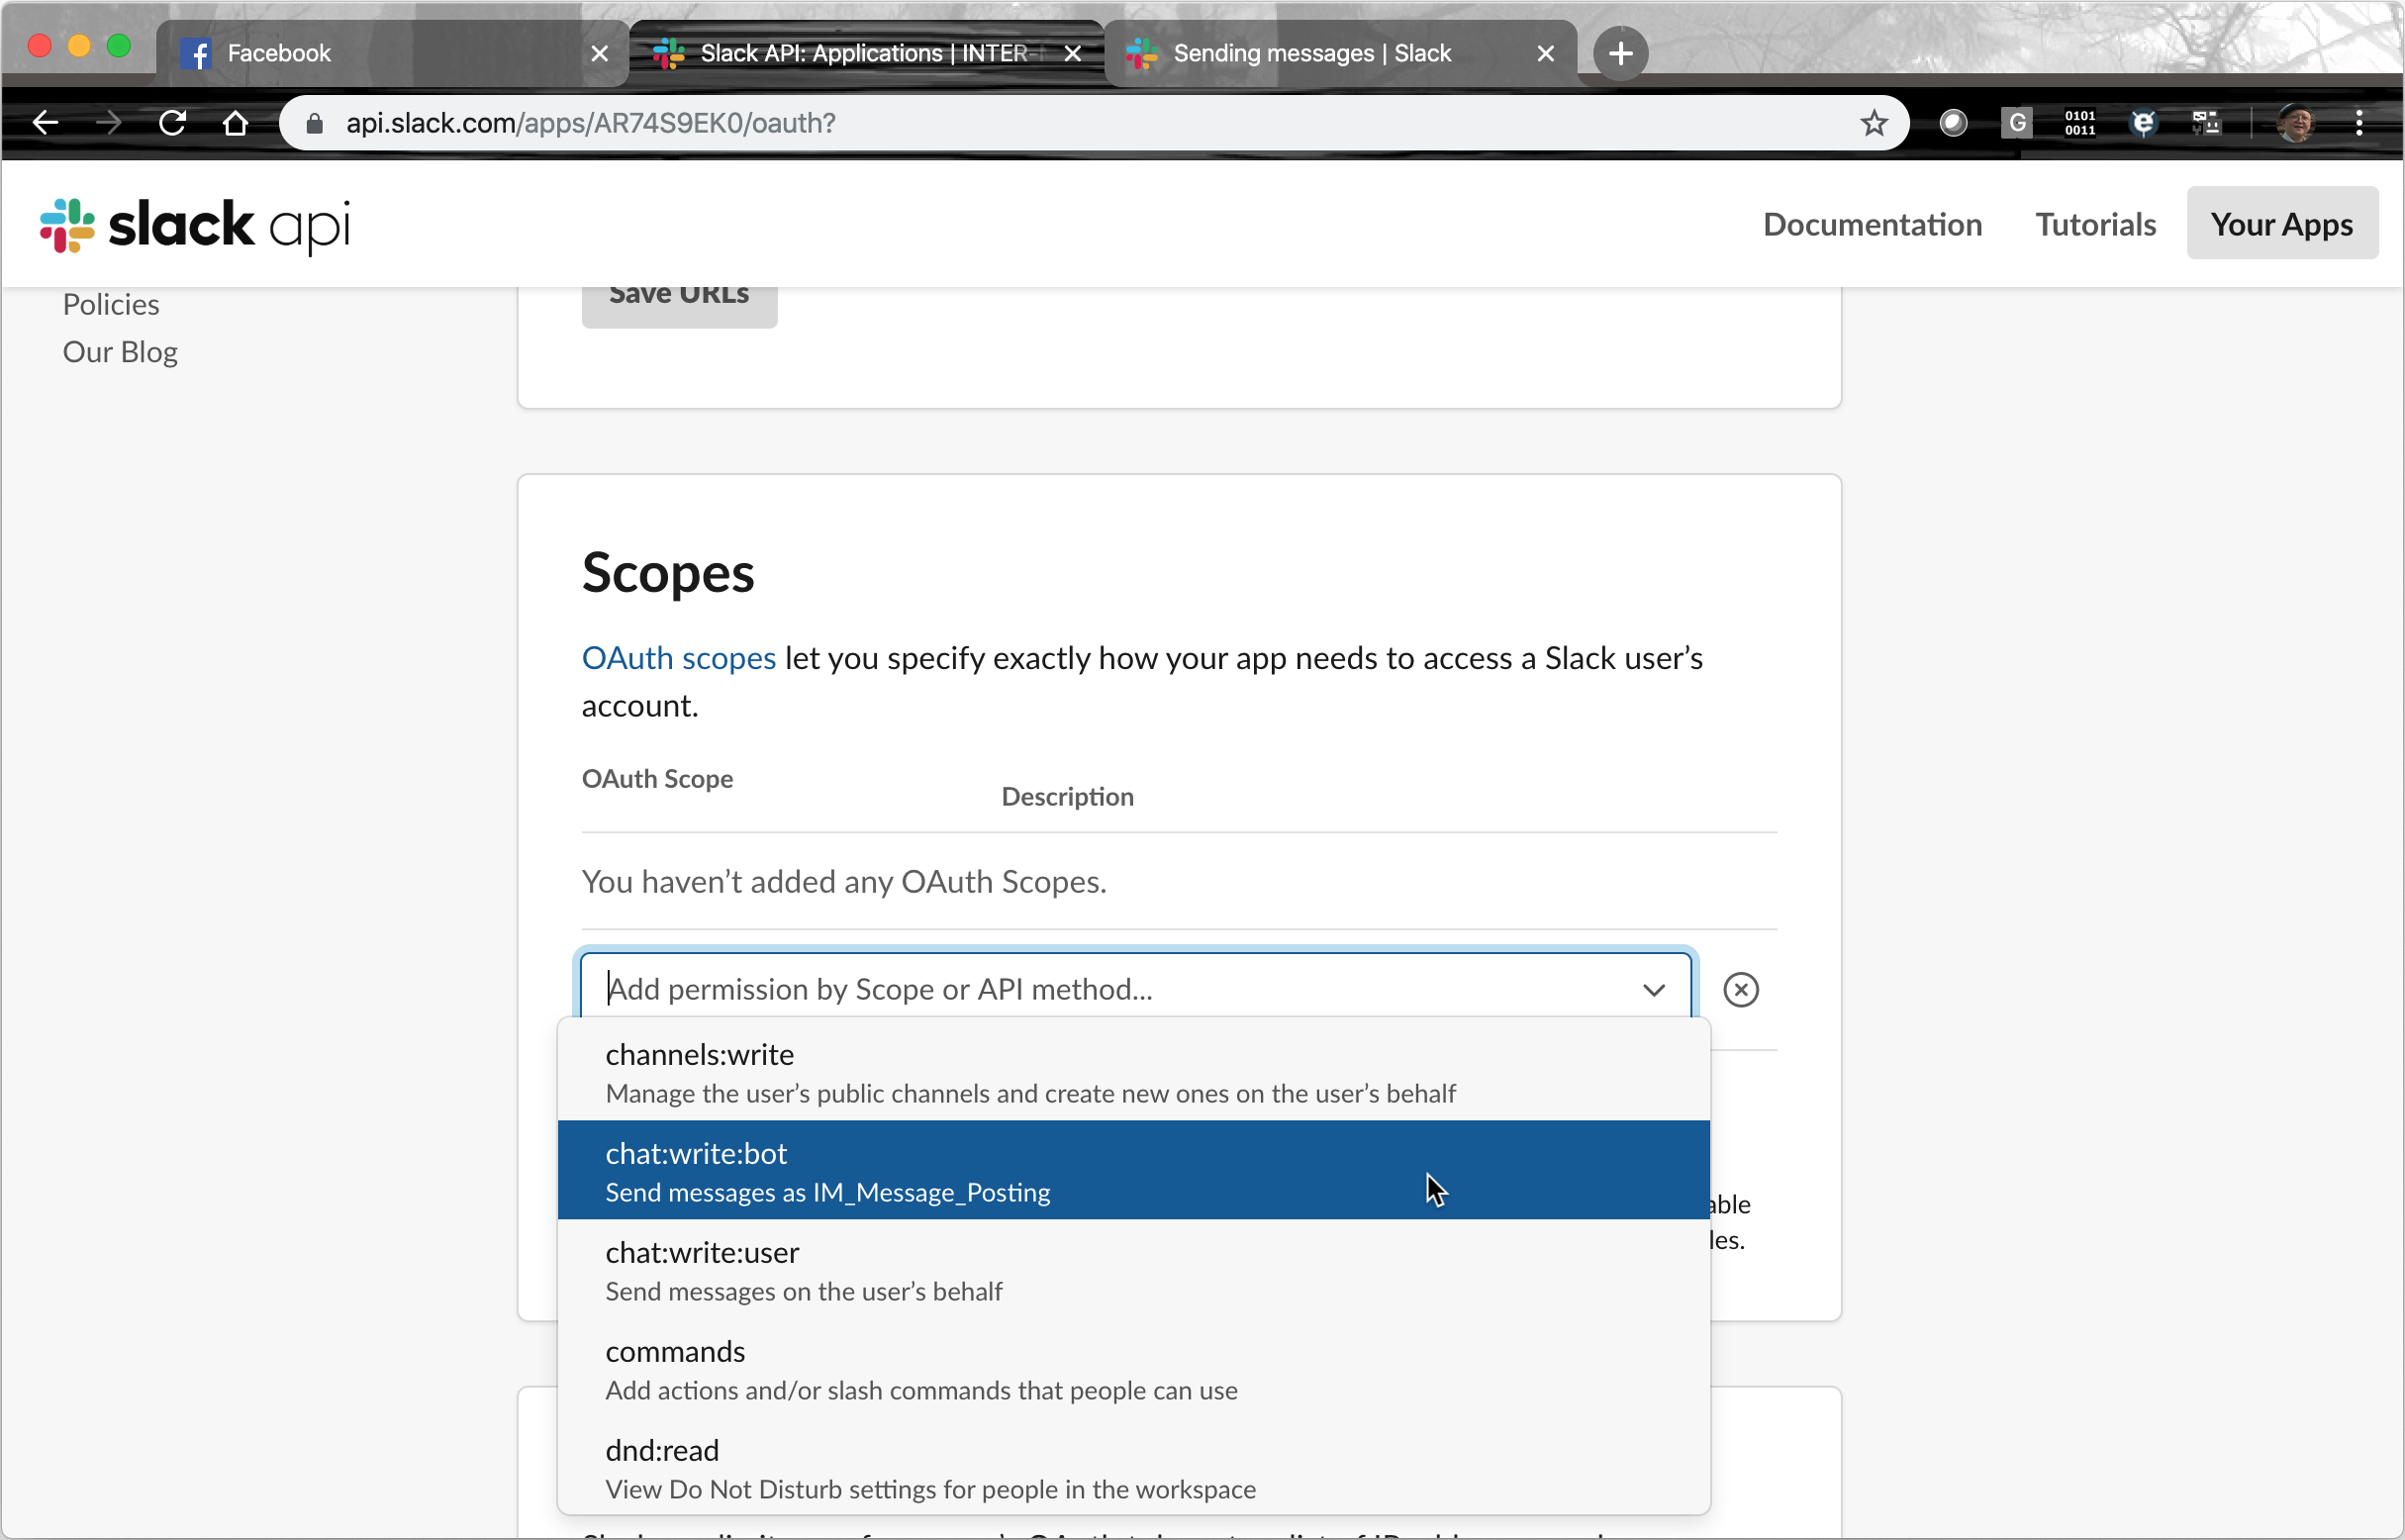 Facebook
Slack API: Applications | INTER-
Sending messages | Slack
api.slack.com/apps/AR74S9EK0/oauth?
G
0101
0011
slack api
Documentation
Tutorials
Your Apps
Policies
Our Blog
Save URLs
Scopes
OAuth scopes let you specify exactly how your app needs to access a Slack user’s
account.
OAuth Scope
Description
You haven’t added any OAuth Scopes.
Add permission by Scope or API method...
channels:write
Manage the user’s public channels and create new ones on the user’s behalf
chat:write:bot
Send messages as IM_Message_Posting
able
les.
chat:write:user
Send messages on the user’s behalf
commands
Add actions and/or slash commands that people can use
dnd:read
View Do Not Disturb settings for people in the workspace